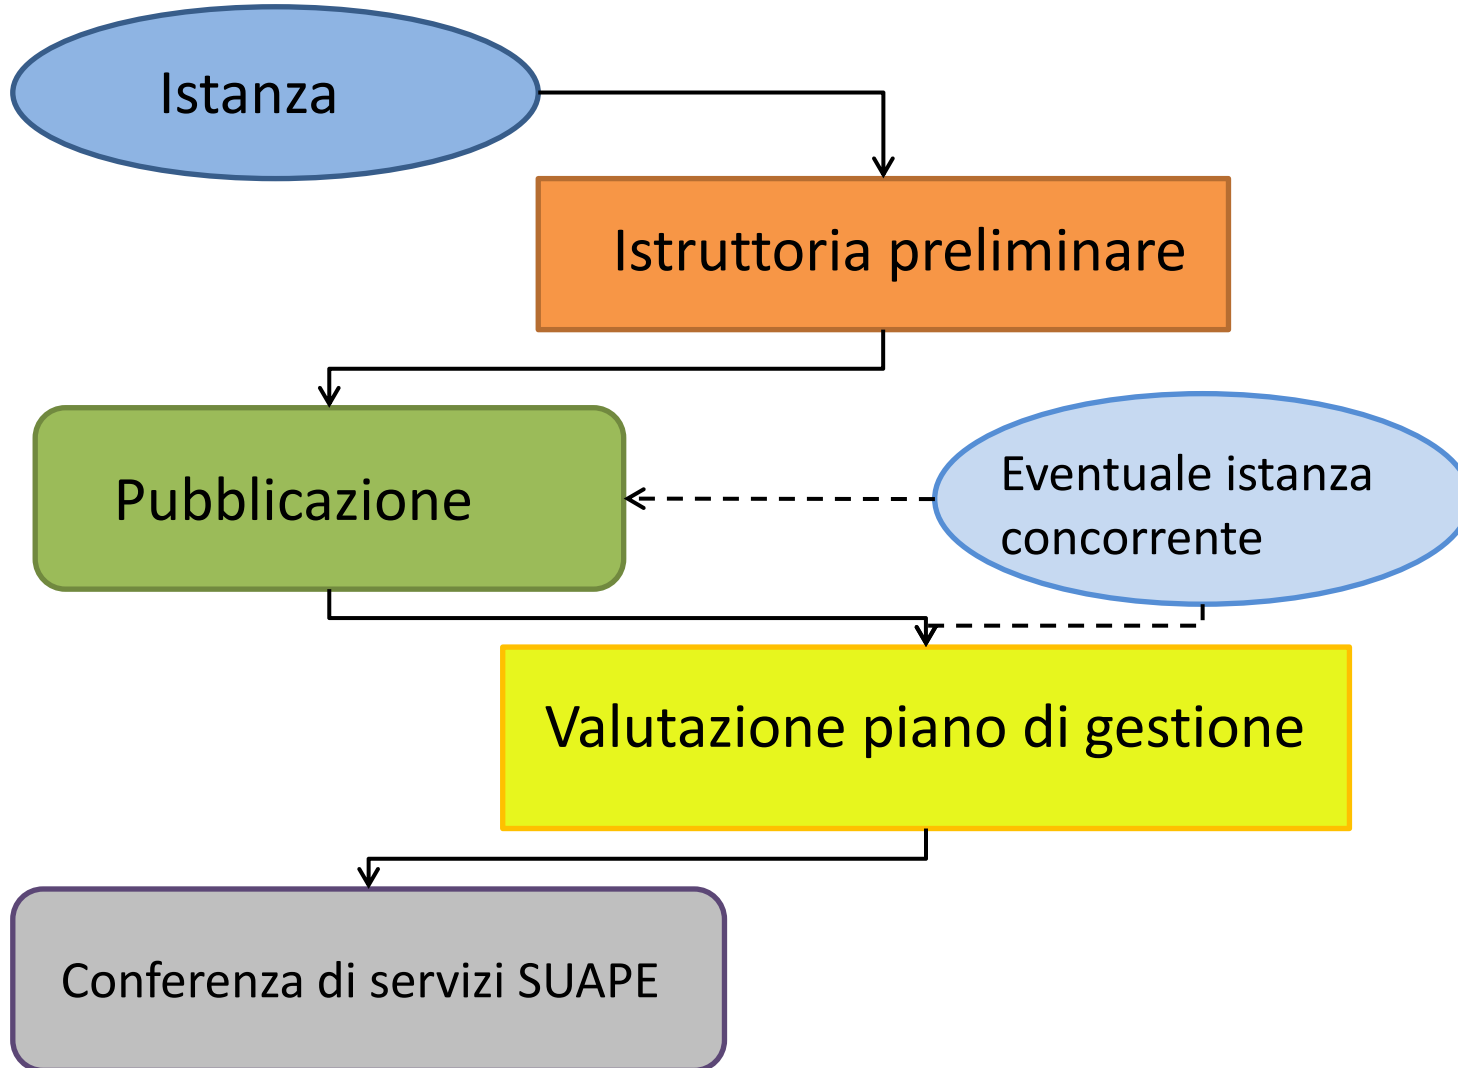 Istanza
Istruttoria preliminare
Pubblicazione
Eventuale istanza
concorrente
Valutazione piano di gestione
Conferenza di servizi SUAPE